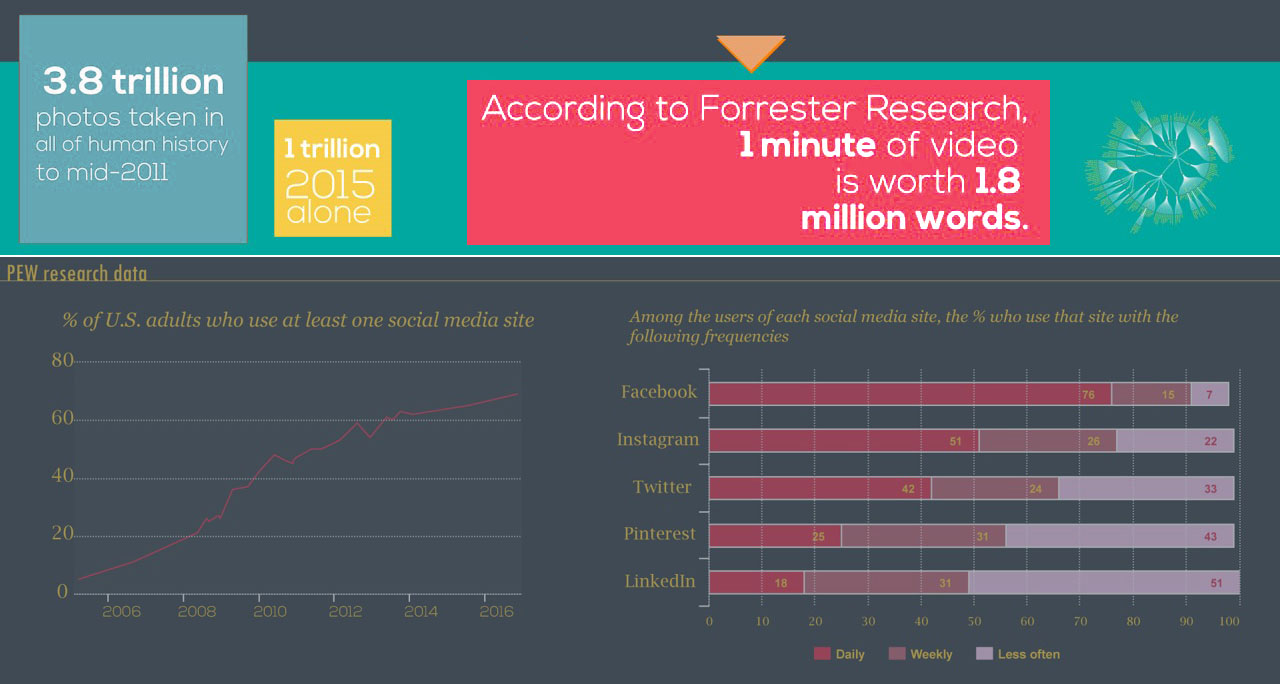 3.8 trillion
photos taken in
all of human history
to mid-2011
1 trillion
2015
alone
According to Forrester Research,
1 minute of video
is worth 1.8
million words.
PEW research data
% of U.S. adults who use at least one social media site
80
60
40
20
0
2006 2008 2010 2012 2014 2016
Among the users of each social media site, the % who use that site with the
following frequencies
Facebook 76 15 7
Instagram 51 26 22
Twitter 42 24 33
Pinterest 25 31 43
LinkedIn 18 31 51
0 10 20 30 40 50 60 70 80 90 100
Daily Weekly Less often